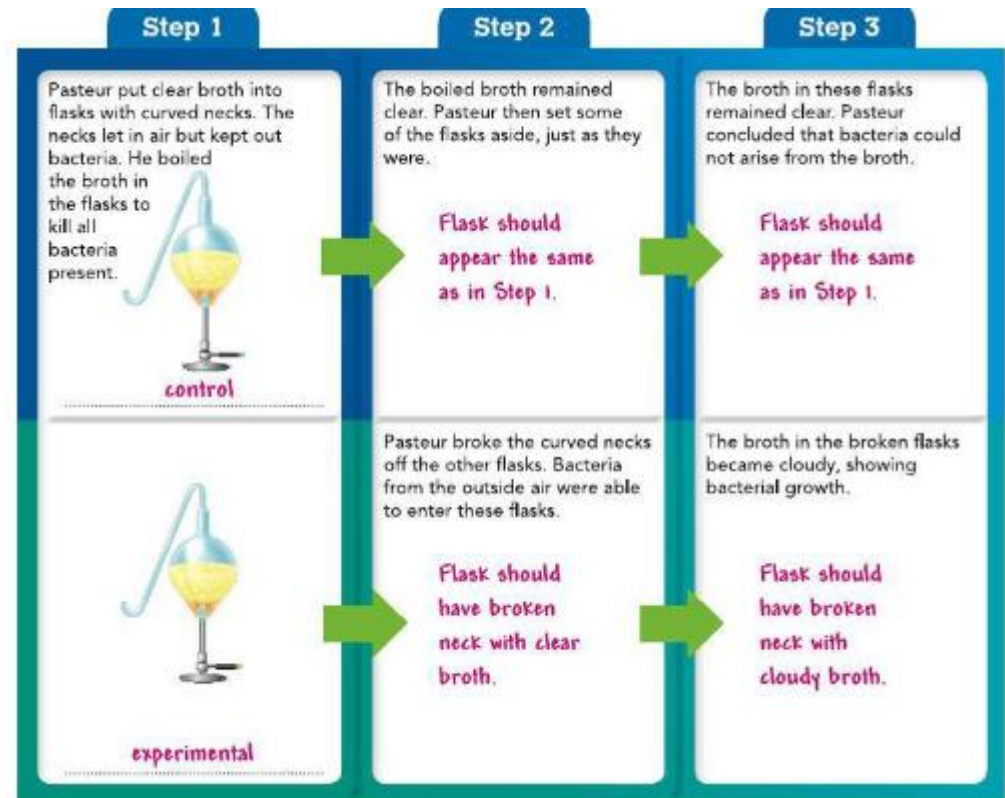 Step 1
Step 2
Step 3
Pasteur put clear broth into
flasks with curved necks. The
necks let in air but kept out
bacteria. He boiled
the broth in
the flasks to
kill all
bacteria
present.
control
The boiled broth remained
clear. Pasteur then set some
of the flasks aside, just as they
were.
Flask should
appear the same
as in Step 1.
The broth in these flasks
remained clear. Pasteur
concluded that bacteria could
not arise from the broth.
Flask should
appear the same
as in Step 1.
experimental
Pasteur broke the curved necks
off the other flasks. Bacteria
from the outside air were able
to enter these flasks.
Flask should
have broken
neck with clear
broth.
The broth in the broken flasks
became cloudy, showing
bacterial growth.
Flask should
have broken
neck with
cloudy broth.